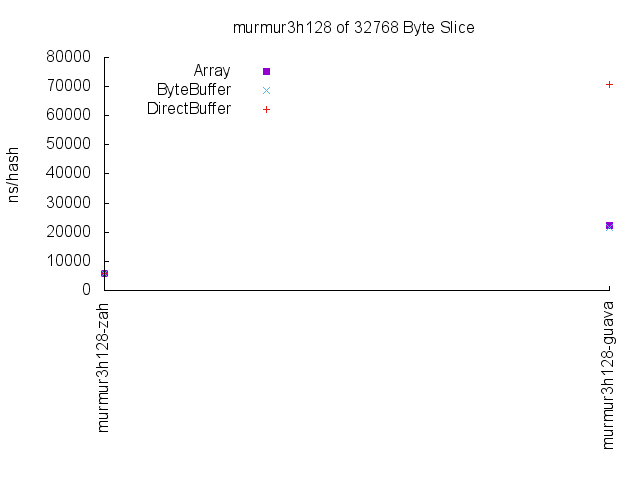 murmur3h128 of 32768 Byte Slice
80000
70000
60000
50000
40000
30000
20000
10000
0
ns/hash
Array
ByteBuffer
DirectBuffer
murmur3h128-zah
murmur3h128-guava